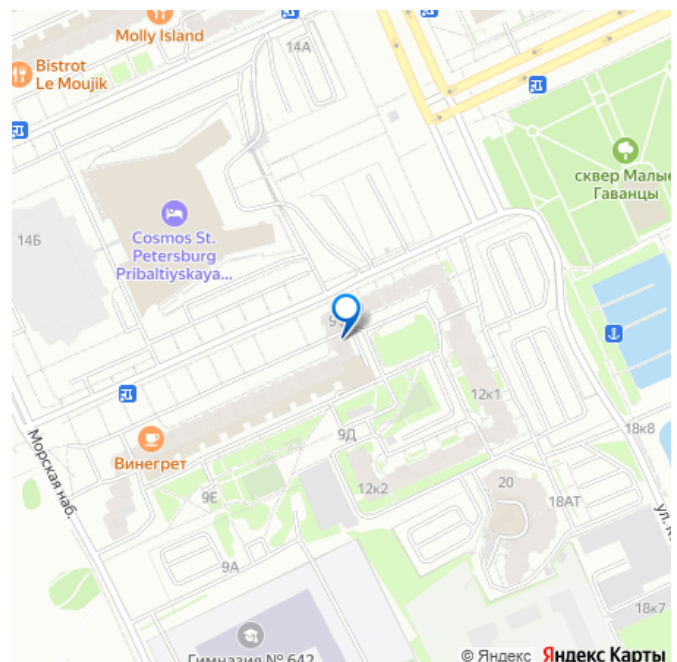 Molly Island
14А
Bistrot
Le Moujik
сквер Малые
Гаванцы
14Б
Cosmos St.
Petersburg
Pribaltiyskaya...
12к1
Винегрет
Морская наб.
9Д
18к8
9Е
12к2
20
18АТ
ул. К
9А
18к7
Гимназия № 642
© Яндекс Яндекс Карты